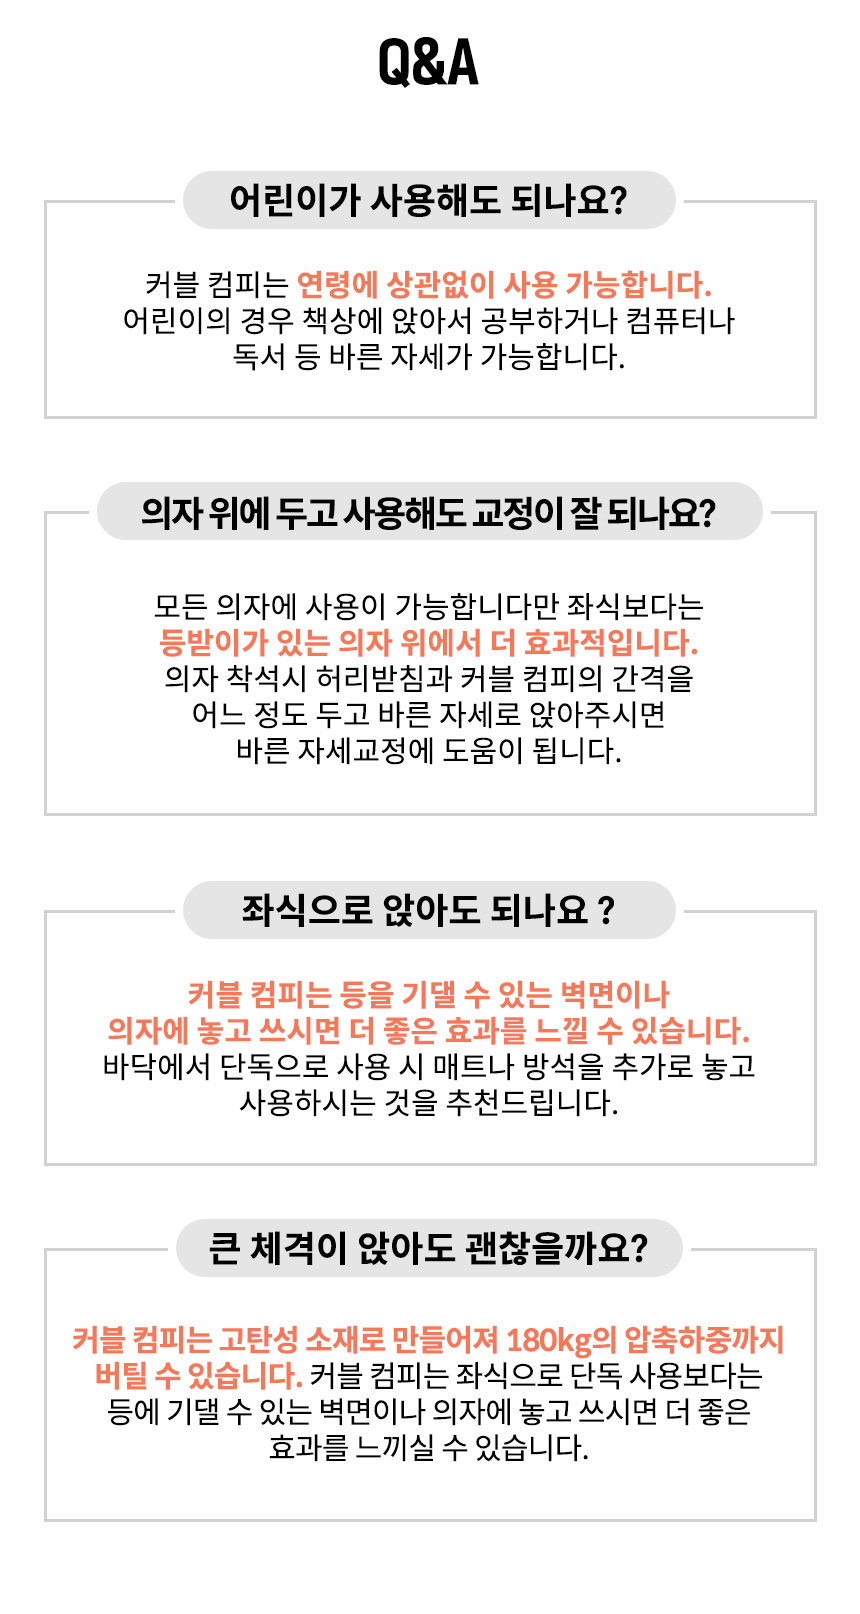 Q&A
어린이가 사용해도 되나요?
커블 컴피는 연령에 상관없이 사용 가능합니다.
어린이의 경우 책상에 앉아서 공부하거나 컴퓨터나
독서 등 바른 자세가 가능합니다.
의자 위에 두고 사용해도 교정이 잘 되나요?
모든 의자에 사용이 가능합니다만 좌식보다는
등받이가 있는 의자 위에서 더 효과적입니다.
의자 착석시 허리받침과 커블 컴피의 간격을
어느 정도 두고 바른 자세로 앉아주시면
바른 자세교정에 도움이 됩니다.
좌식으로 앉아도 되나요 ?
커블 컴피는 등을 기댈 수 있는 벽면이나
의자에 놓고 쓰시면 더 좋은 효과를 느낄 수 있습니다.
바닥에서 단독으로 사용 시 매트나 방석을 추가로 놓고
사용하시는 것을 추천드립니다.
큰 체격이 앉아도 괜찮을까요?
커블 컴피는 고탄성 소재로 만들어져 180kg의 압축하중까지
버틸 수 있습니다. 커블 컴피는 좌식으로 단독 사용보다는
등에 기댈 수 있는 벽면이나 의자에 놓고 쓰시면 더 좋은
효과를 느끼실 수 있습니다.